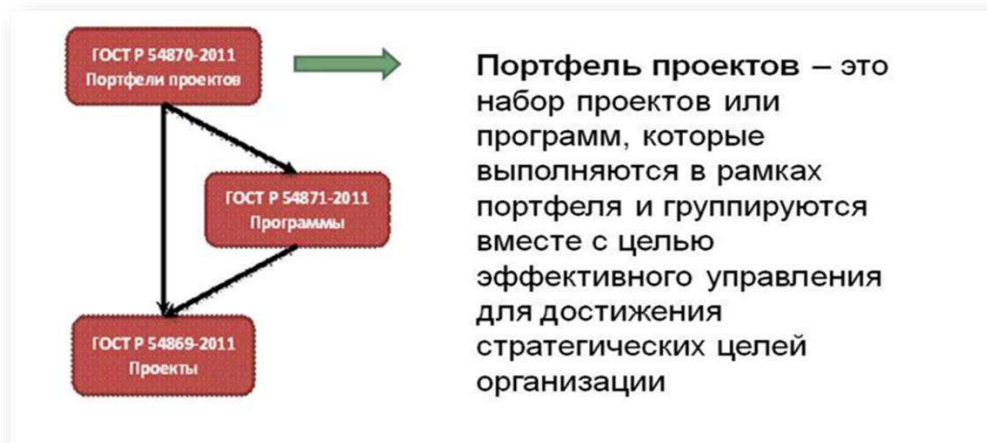 ГОСТ Р 54870-2011
Портфели проектов
ГОСТ Р 54871-2011
Программы
ГОСТ Р 54869-2011
Проекты
Портфель проектов – это
набор проектов или
программ, которые
выполняются в рамках
портфеля и группируются
вместе с целью
эффективного управления
для достижения
стратегических целей
организации